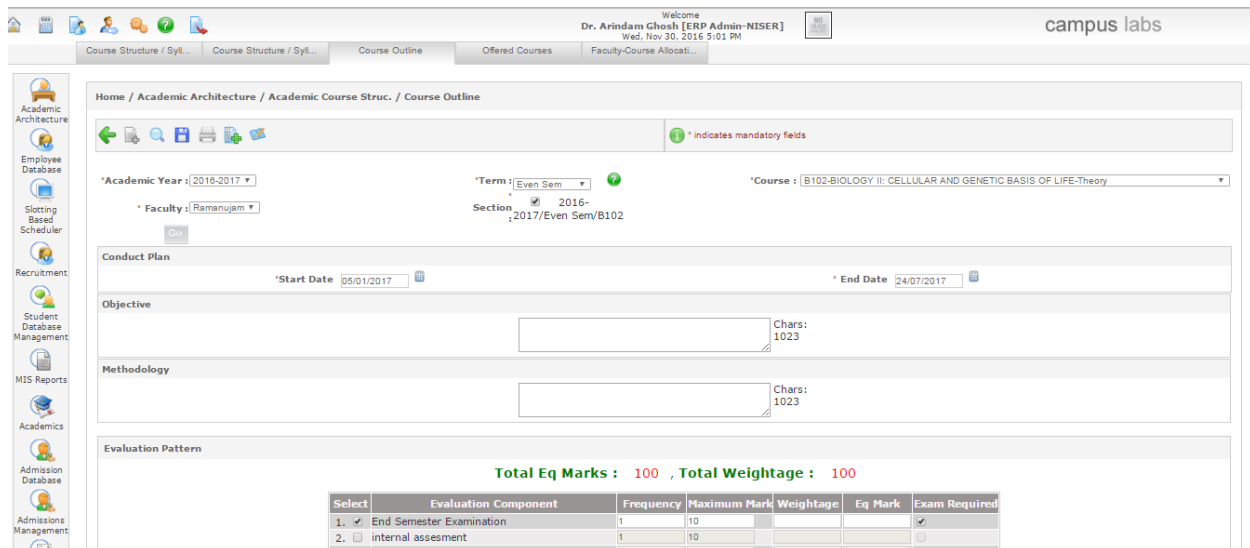 Welcome
Dr. Arindam Ghosh [ERP Admin-NISER]
Wed, Nov 30, 2016 5:01 PM
campus labs
Course Structure / Syll... Course Structure / Syll... Course Outline Offered Courses Faculty-Course Allocati...
Academic
Architecture
Employee
Database
Slotting
Based
Scheduler
Recruitment
Student
Database
Management
MIS Reports
Academics
Admission
Database
Admissions
Management
Home / Academic Architecture / Academic Course Struc. / Course Outline
* indicates mandatory fields
*Academic Year : 2016-2017 *Term : Even Sem *Course : B102-BIOLOGY II: CELLULAR AND GENETIC BASIS OF LIFE-Theory
* Faculty : Ramanujam * Section : 2016-
2017/Even Sem/B102
Go
Conduct Plan
*Start Date 05/01/2017 * End Date 24/07/2017
Objective
Chars:
1023
Methodology
Chars:
1023
Evaluation Pattern
Total Eq Marks : 100 , Total Weightage : 100
Select Evaluation Component Frequency Maximum Mark Weightage Eq Mark Exam Required
1. End Semester Examination 1 10
2. internal assesment 1 10